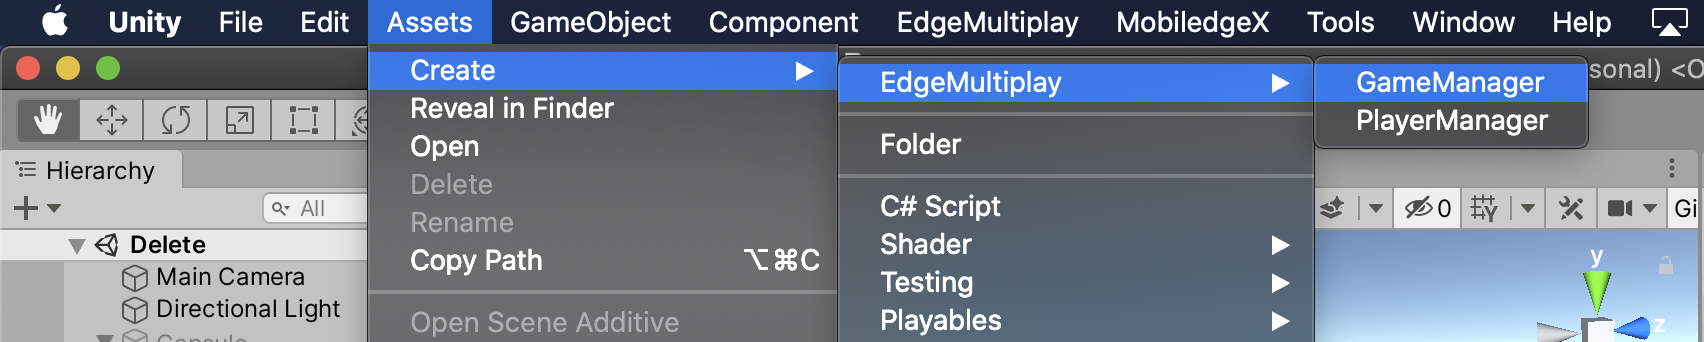 Unity File Edit Assets GameObject Component EdgeMultiplay MobiledgeX Tools Window Help
Create
Reveal in Finder
Open
Delete
Rename
Copy Path ⌥⌘C
Open Scene Additive
EdgeMultiplay
Folder
C# Script
Shader
Testing
Playables
GameManager
PlayerManager
sonal) <O
Hierarchy
All
Delete
Main Camera
Directional Light
Capsule
0
Gi
y
z